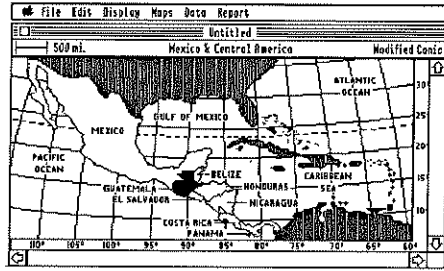 File Edit Display Maps Data Report
Untitled
500 mi. Mexico & Central America Modified Conic
ATLANTIC
OCEAN
30
GULF OF MEXICO
25
MEXICO
20
PACIFIC
OCEAN
BELIZE
CARIBBEAN
SEA
15
GUATEMALA
HONDURAS
EL SALVADOR
NICARAGUA
10
COSTA RICA
PANAMA
110° 105° 100° 95° 90° 85° 80° 75° 70° 65° 60°